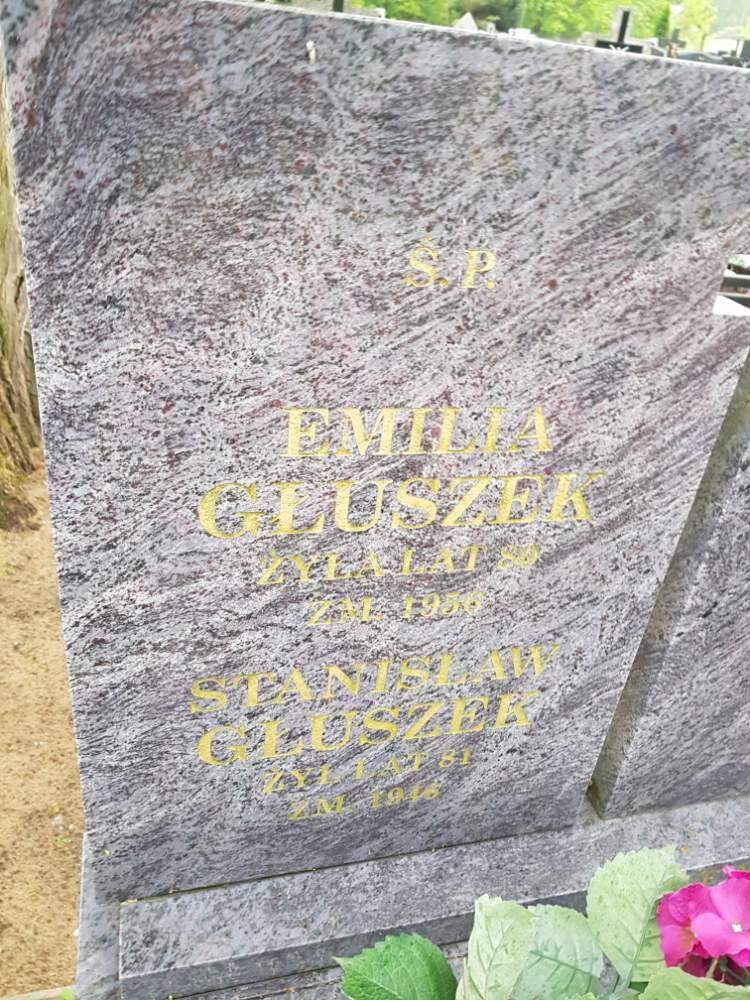 Ś. P.
EMILIA
GŁUSZEK
ŻYŁA LAT 80
ZM. 1956
STANISŁAW
GŁUSZEK
ŻYŁ LAT 81
ZM. 1946